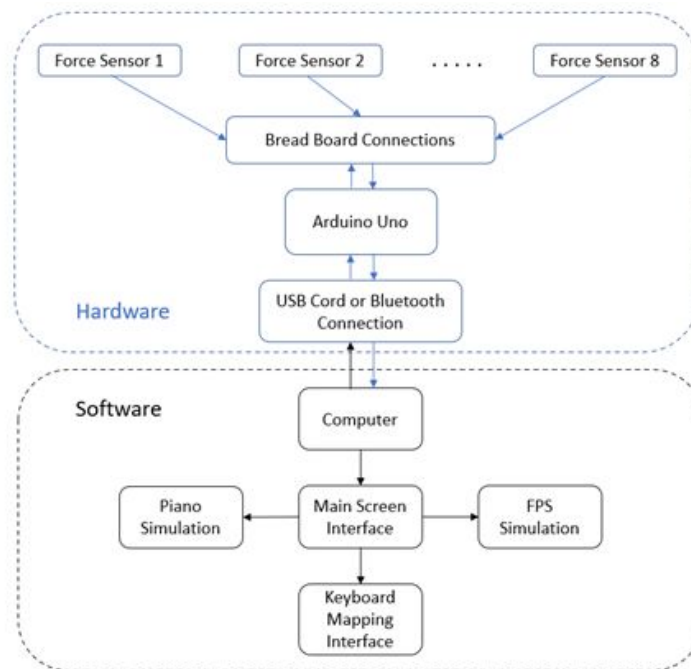 Force Sensor 1
Force Sensor 2
. . . . .
Force Sensor 8
Bread Board Connections
Arduino Uno
USB Cord or Bluetooth
Connection
Hardware
Software
Computer
Piano
Simulation
Main Screen
Interface
FPS
Simulation
Keyboard
Mapping
Interface